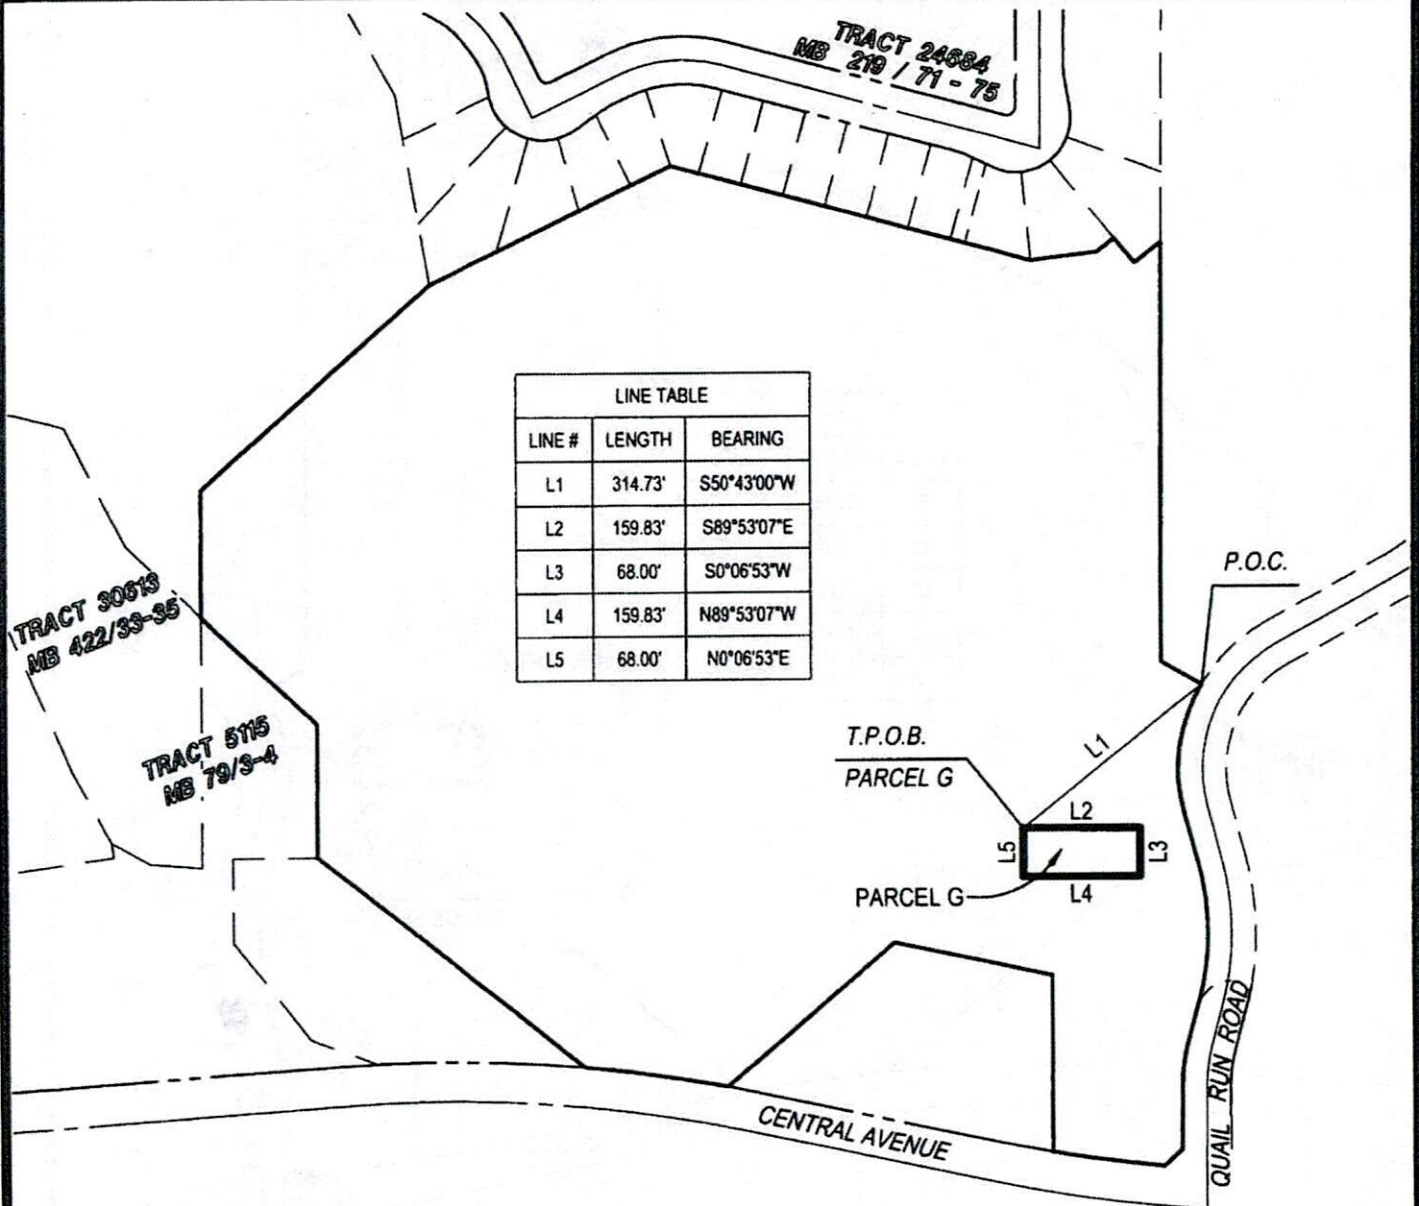 TRACT 24684
MB 219 / 71 - 75
LINE TABLE
LINE # LENGTH BEARING
L1 314.73' S50°43'00"W
L2 159.83' S89°53'07"E
L3 68.00' S0°06'53"W
L4 159.83' N89°53'07"W
L5 68.00' N0°06'53"E
P.O.C.
TRACT 30613
MB 422/33-35
TRACT 5115
MB 79/3-4
T.P.O.B.
PARCEL G
L1
L2
L5
L3
L4
PARCEL G
CENTRAL AVENUE
QUAIL RUN ROAD